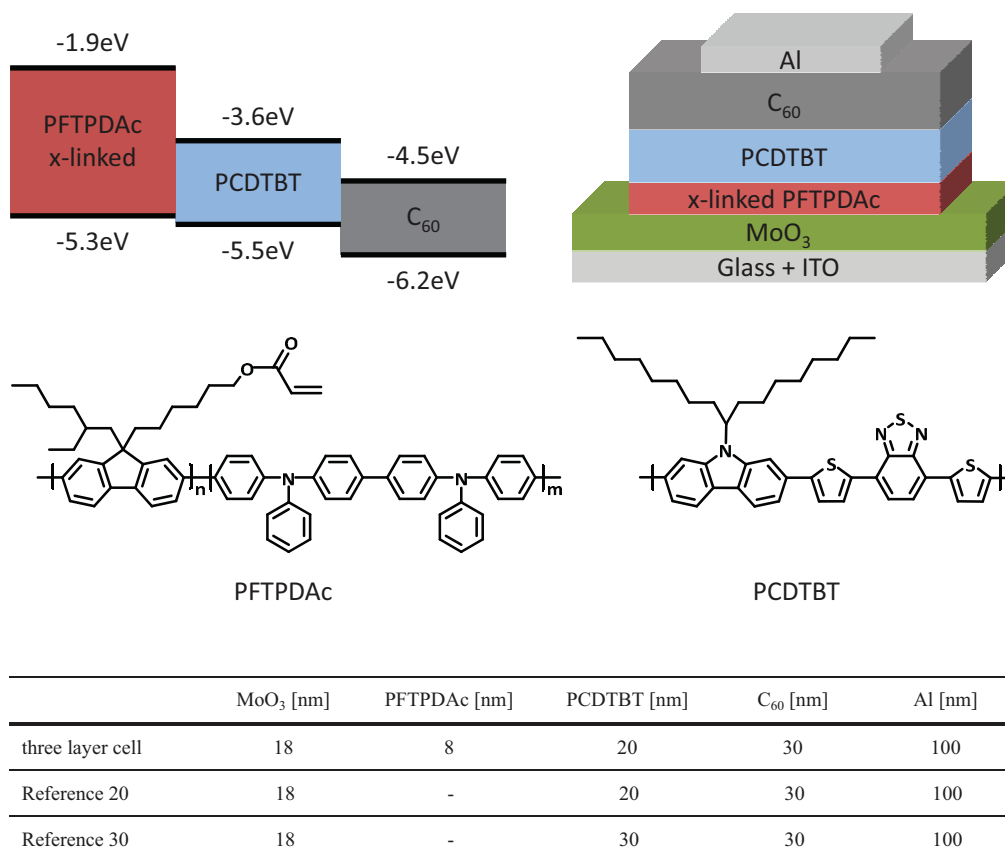 -1.9eV
PFTPDAc
x-linked
-5.3eV
-3.6eV
PCDTBT
-5.5eV
-4.5eV
C60
-6.2eV
Al
C60
PCDTBT
x-linked PFTPDAc
MoO3
Glass + ITO
O
O
n
N
N
m
PFTPDAc
N
S
N
S
N
S
PCDTBT
MoO3 [nm] PFTPDAc [nm] PCDTBT [nm] C60 [nm] Al [nm]
three layer cell 18 8 20 30 100
Reference 20 18 - 20 30 100
Reference 30 18 - 30 30 100